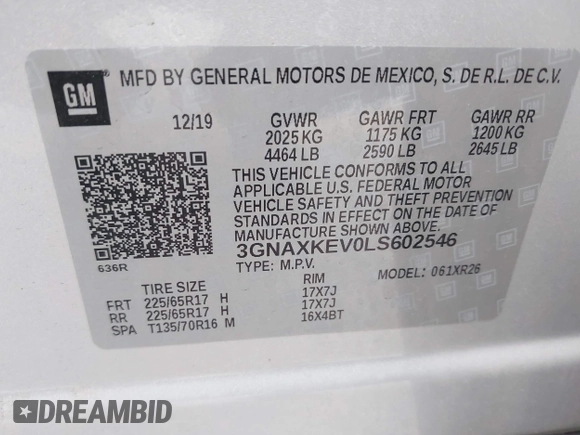 GM
®
MFD BY GENERAL MOTORS DE MEXICO, S. DE R.L. DE C.V.
12/19 GVWR GAWR FRT GAWR RR
2025 KG 1175 KG 1200 KG
4464 LB 2590 LB 2645 LB
THIS VEHICLE CONFORMS TO ALL
APPLICABLE U.S. FEDERAL MOTOR
VEHICLE SAFETY AND THEFT PREVENTION
STANDARDS IN EFFECT ON THE DATE OF
MANUFACTURE SHOWN ABOVE.
3GNAXKEV0LS602546
TYPE: M.P.V. MODEL: 061XR26
636R
TIRE SIZE RIM
FRT 225/65R17 H 17X7J
RR 225/65R17 H 17X7J
SPA T135/70R16 M 16X4BT
DREAMBID